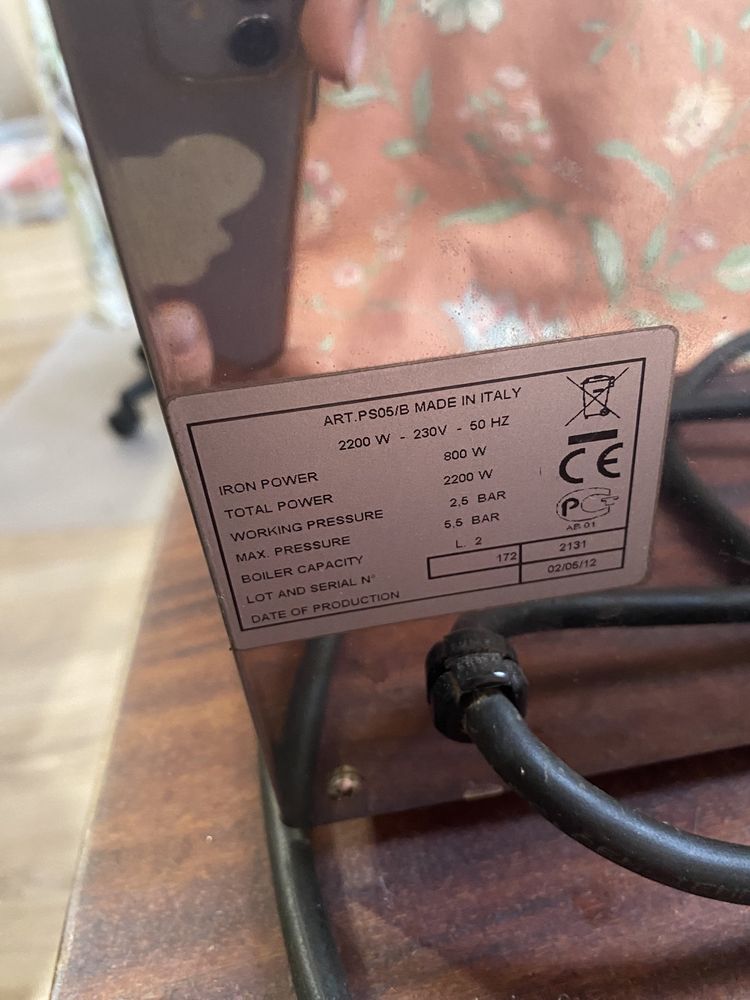 ART.PS05/B MADE IN ITALY
2200 W - 230V - 50 HZ
IRON POWER 800 W
TOTAL POWER 2200 W
WORKING PRESSURE 2,5 BAR
MAX. PRESSURE 5,5 BAR
BOILER CAPACITY L. 2
LOT AND SERIAL N° 172 2131
DATE OF PRODUCTION 02/05/12
CE
PC
AB 01